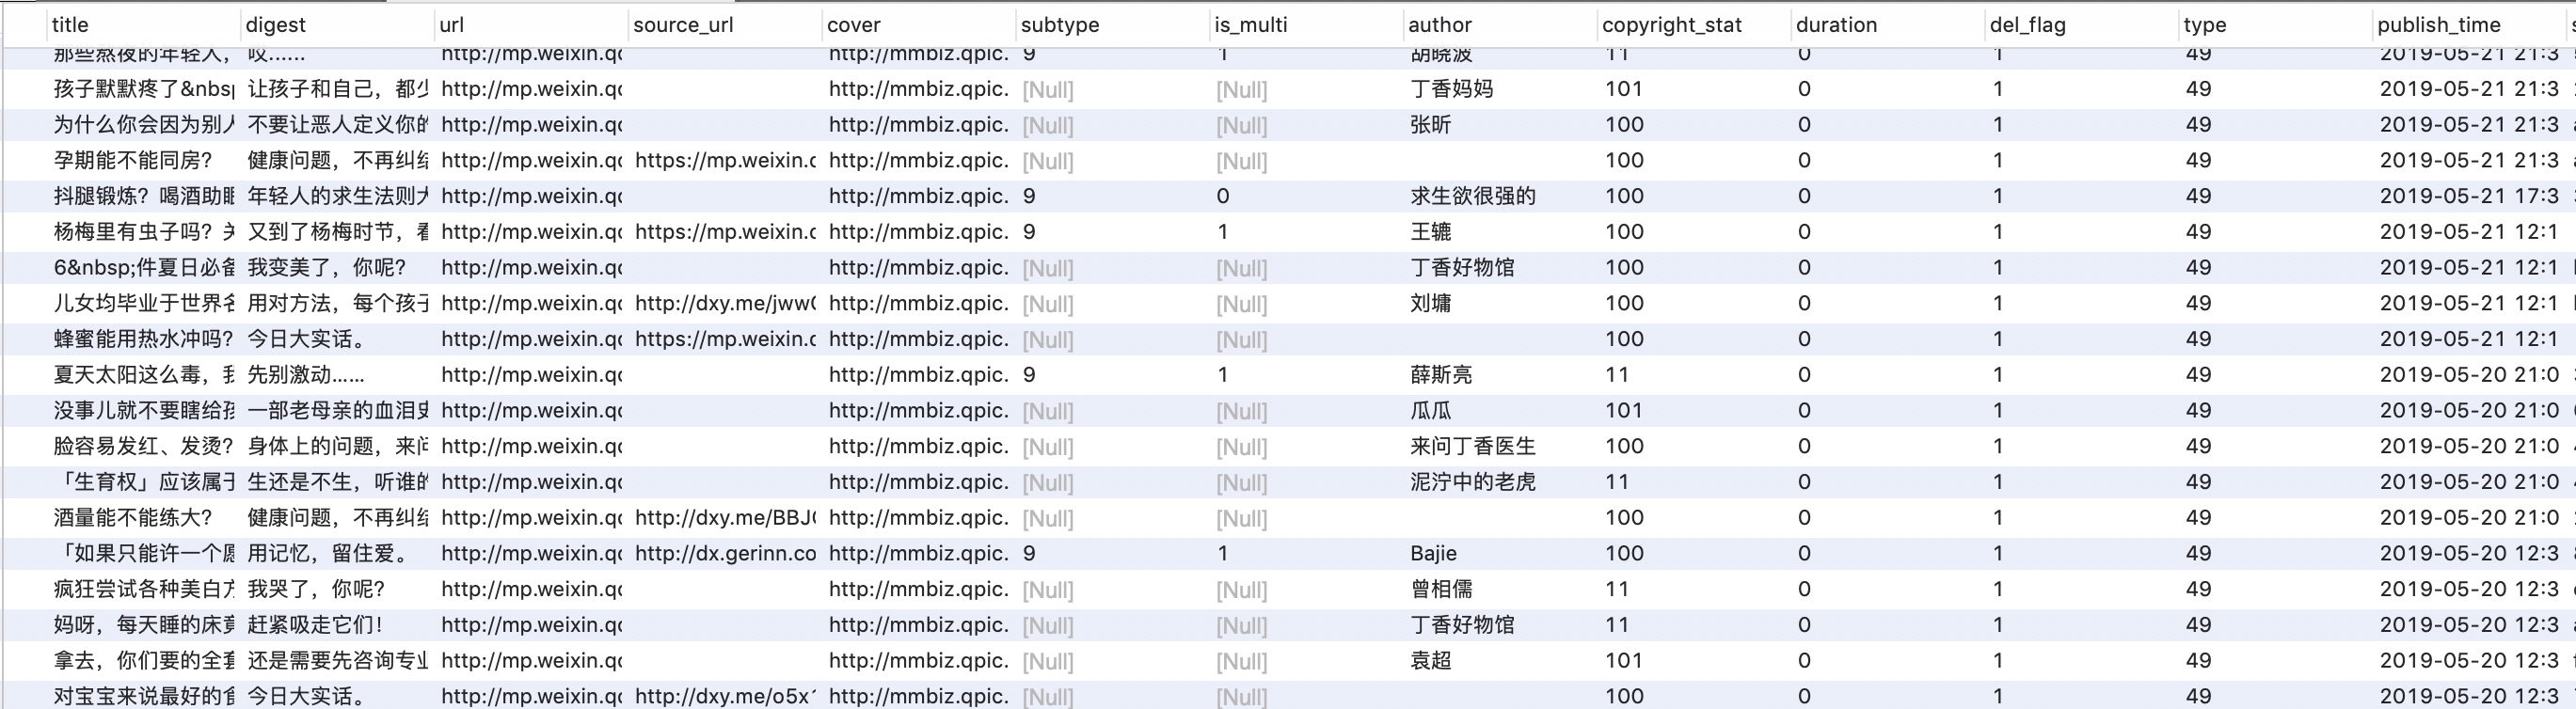 title digest url source_url cover subtype is_multi author copyright_stat duration del_flag type publish_time
那些熬夜的年轻人, 哎…… http://mp.weixin.qc http://mmbiz.qpic. 9 1 胡晓波 11 0 1 49 2019-05-21 21:3
孩子默默疼了&nbs 让孩子和自己，都少 http://mp.weixin.qc http://mmbiz.qpic. [Null] [Null] 丁香妈妈 101 0 1 49 2019-05-21 21:3
为什么你会因为别人 不要让恶人定义你的 http://mp.weixin.qc http://mmbiz.qpic. [Null] [Null] 张昕 100 0 1 49 2019-05-21 21:3
孕期能不能同房？ 健康问题，不再纠结 http://mp.weixin.qc https://mp.weixin.c http://mmbiz.qpic. [Null] [Null] 100 0 1 49 2019-05-21 21:3
抖腿锻炼？喝酒助眠 年轻人的求生法则大 http://mp.weixin.qc http://mmbiz.qpic. 9 0 求生欲很强的 100 0 1 49 2019-05-21 17:3
杨梅里有虫子吗？关 又到了杨梅时节，看 http://mp.weixin.qc https://mp.weixin.c http://mmbiz.qpic. 9 1 王辘 100 0 1 49 2019-05-21 12:1
6&nbsp;件夏日必备 我变美了，你呢？ http://mp.weixin.qc http://mmbiz.qpic. [Null] [Null] 丁香好物馆 100 0 1 49 2019-05-21 12:1
儿女均毕业于世界名 用对方法，每个孩子 http://mp.weixin.qc http://dxy.me/jww http://mmbiz.qpic. [Null] [Null] 刘墉 100 0 1 49 2019-05-21 12:1
蜂蜜能用热水冲吗？ 今日大实话。 http://mp.weixin.qc https://mp.weixin.c http://mmbiz.qpic. [Null] [Null] 100 0 1 49 2019-05-21 12:1
夏天太阳这么毒，我 先别激动…… http://mp.weixin.qc http://mmbiz.qpic. 9 1 薛斯亮 11 0 1 49 2019-05-20 21:0
没事儿就不要瞎给孩 一部老母亲的血泪史 http://mp.weixin.qc http://mmbiz.qpic. [Null] [Null] 瓜瓜 101 0 1 49 2019-05-20 21:0
脸容易发红、发烫？ 身体上的问题，来问 http://mp.weixin.qc http://mmbiz.qpic. [Null] [Null] 来问丁香医生 100 0 1 49 2019-05-20 21:0
「生育权」应该属于 生还是不生，听谁的 http://mp.weixin.qc http://mmbiz.qpic. [Null] [Null] 泥泞中的老虎 11 0 1 49 2019-05-20 21:0
酒量能不能练大？ 健康问题，不再纠结 http://mp.weixin.qc http://dxy.me/BBJ http://mmbiz.qpic. [Null] [Null] 100 0 1 49 2019-05-20 21:0
「如果只能许一个愿 用记忆，留住爱。 http://mp.weixin.qc http://dx.gerinn.co http://mmbiz.qpic. 9 1 Bajie 100 0 1 49 2019-05-20 12:3
疯狂尝试各种美白方 我哭了，你呢？ http://mp.weixin.qc http://mmbiz.qpic. [Null] [Null] 曾相儒 11 0 1 49 2019-05-20 12:3
妈呀，每天睡的床竟 赶紧吸走它们！ http://mp.weixin.qc http://mmbiz.qpic. [Null] [Null] 丁香好物馆 11 0 1 49 2019-05-20 12:3
拿去，你们要的全套 还是需要先咨询专业 http://mp.weixin.qc http://mmbiz.qpic. [Null] [Null] 袁超 101 0 1 49 2019-05-20 12:3
对宝宝来说最好的食 今日大实话。 http://mp.weixin.qc http://dxy.me/o5x http://mmbiz.qpic. [Null] [Null] 100 0 1 49 2019-05-20 12:3